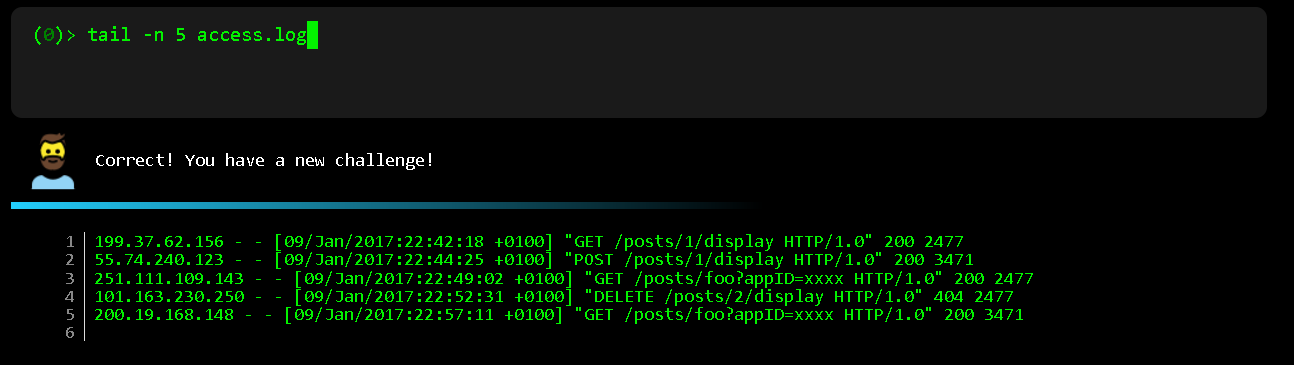 (0)> tail -n 5 access.log
Correct! You have a new challenge!
1 199.37.62.156 - - [09/Jan/2017:22:42:18 +0100] "GET /posts/1/display HTTP/1.0" 200 2477
2 55.74.240.123 - - [09/Jan/2017:22:44:25 +0100] "POST /posts/1/display HTTP/1.0" 200 3471
3 251.111.109.143 - - [09/Jan/2017:22:49:02 +0100] "GET /posts/foo?appID=xxxx HTTP/1.0" 200 2477
4 101.163.230.250 - - [09/Jan/2017:22:52:31 +0100] "DELETE /posts/2/display HTTP/1.0" 404 2477
5 200.19.168.148 - - [09/Jan/2017:22:57:11 +0100] "GET /posts/foo?appID=xxxx HTTP/1.0" 200 3471
6